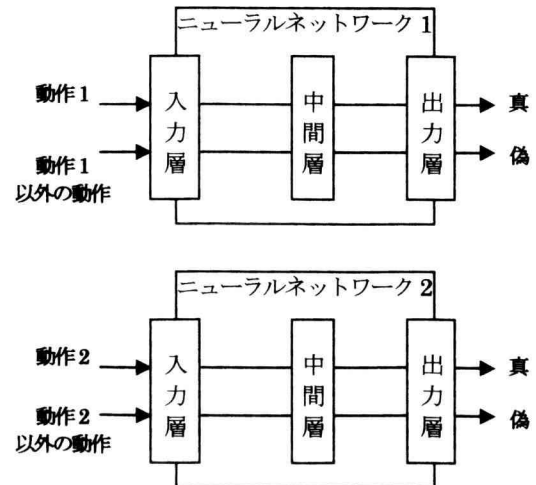 ニューラルネットワーク 1
動作 1
動作 1
以外の動作
入力層
中間層
出力層
真
偽
ニューラルネットワーク 2
動作 2
動作 2
以外の動作
入力層
中間層
出力層
真
偽